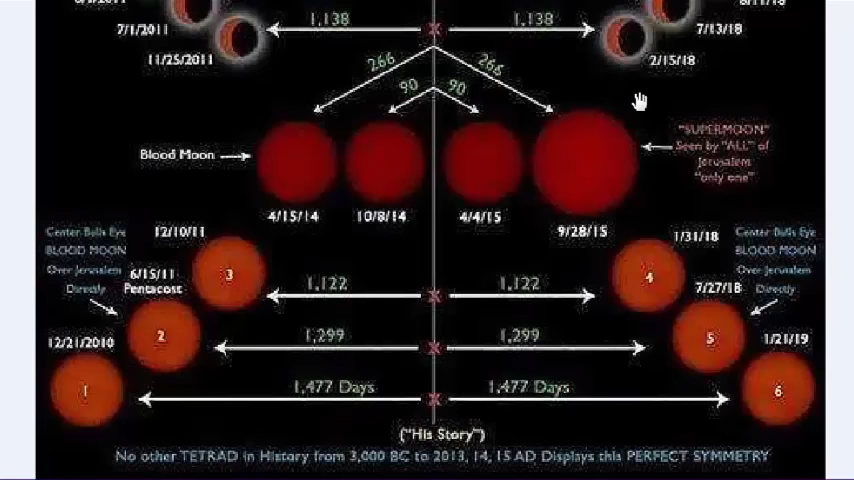 1,138 1,138
7/1/2011 7/13/18
11/25/2011 2/15/18
266 266
90 90
"SUPERMOON"
Seen by "ALL" of
Jerusalem
"only one"
Blood Moon
4/15/14 10/8/14 4/4/15 9/28/15
Center Bulls Eye
BLOOD MOON
Over Jerusalem
Directly
12/10/11
1/31/18
Center Bulls Eye
BLOOD MOON
Over Jerusalem
Directly
6/15/11
Pentacost
3 4
1,122 1,122
7/27/18
12/21/2010
2 5
1,299 1,299
1/21/19
1 6
1,477 Days 1,477 Days
("His Story")
No other TETRAD in History from 3,000 BC to 2013, 14, 15 AD Displays this PERFECT SYMMETRY